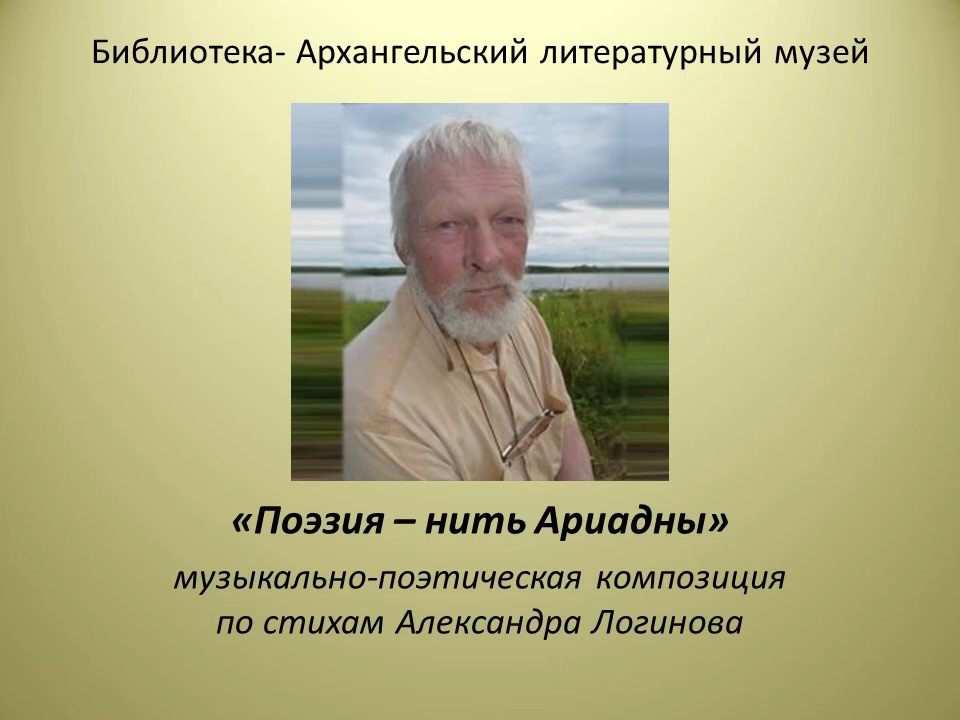 Библиотека- Архангельский литературный музей
«Поэзия – нить Ариадны»
музыкально-поэтическая композиция
по стихам Александра Логинова